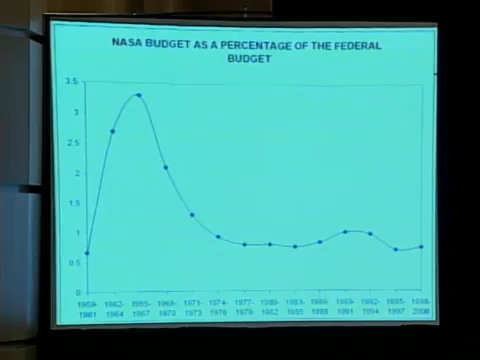 NASA BUDGET AS A PERCENTAGE OF THE FEDERAL
BUDGET
3.5
3
2.5
2
1.5
1
0.5
0
1959- 1962- 1965- 1968- 1971- 1974- 1977- 1980- 1983- 1986- 1989- 1992- 1995- 1998-
1961 1964 1967 1970 1973 1976 1979 1982 1985 1988 1991 1994 1997